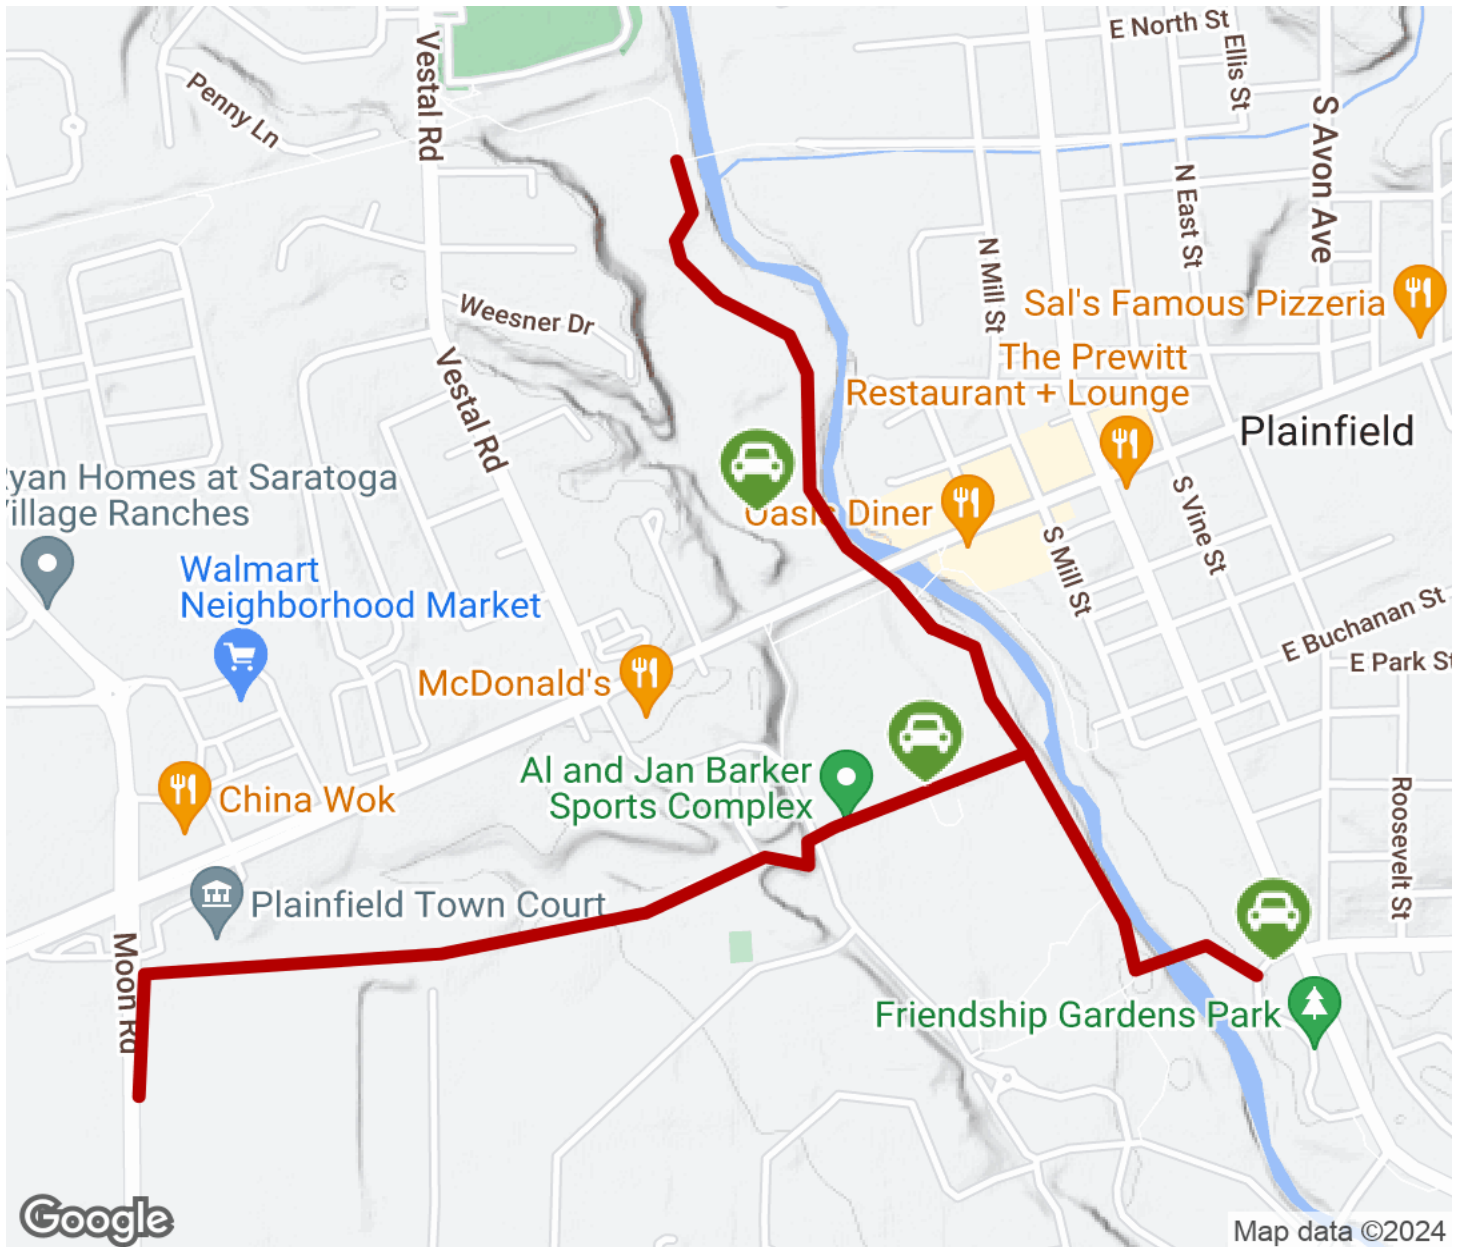 E North St
Ellis St
Vestal Rd
Penny Ln
S Avon Ave
N East St
N Mill St
Sal's Famous Pizzeria
Weesner Dr
The Prewitt
Restaurant + Lounge
Vestal Rd
Plainfield
yan Homes at Saratoga
illage Ranches
Oasis Diner
S Vine St
S Mill St
Walmart
Neighborhood Market
E Buchanan St
E Park St
McDonald's
Al and Jan Barker
Sports Complex
China Wok
Roosevelt St
Plainfield Town Court
Moon Rd
Friendship Gardens Park
Google
Map data ©2024